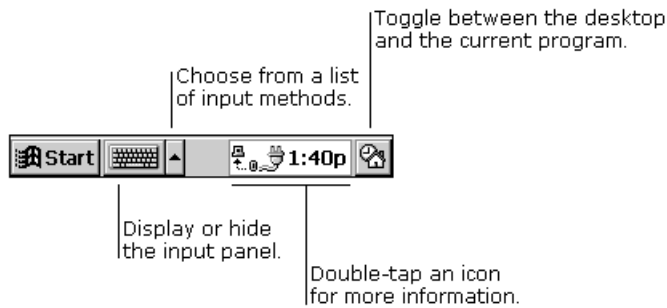 Toggle between the desktop
and the current program.
Choose from a list
of input methods.
Start
1:40p
Display or hide
the input panel.
Double-tap an icon
for more information.